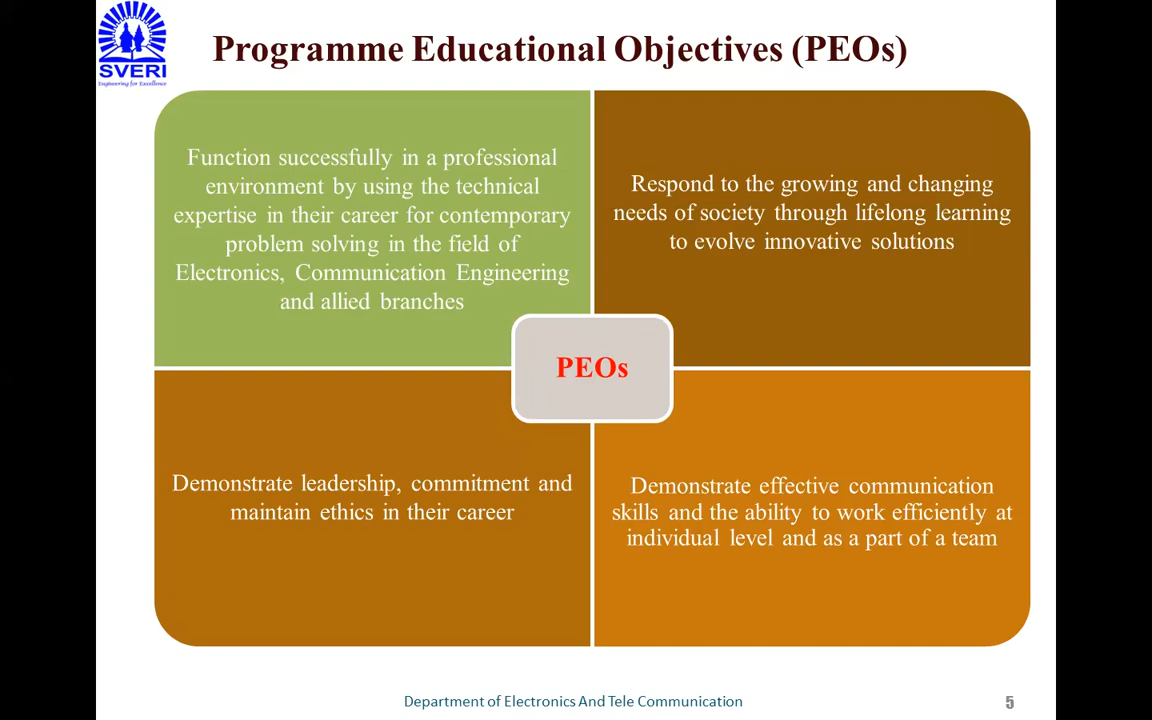 SVERI
Engineering for Excellence
Programme Educational Objectives (PEOs)
Function successfully in a professional
environment by using the technical
expertise in their career for contemporary
problem solving in the field of
Electronics, Communication Engineering
and allied branches
Respond to the growing and changing
needs of society through lifelong learning
to evolve innovative solutions
PEOs
Demonstrate leadership, commitment and
maintain ethics in their career
Demonstrate effective communication
skills and the ability to work efficiently at
individual level and as a part of a team
Department of Electronics And Tele Communication
5